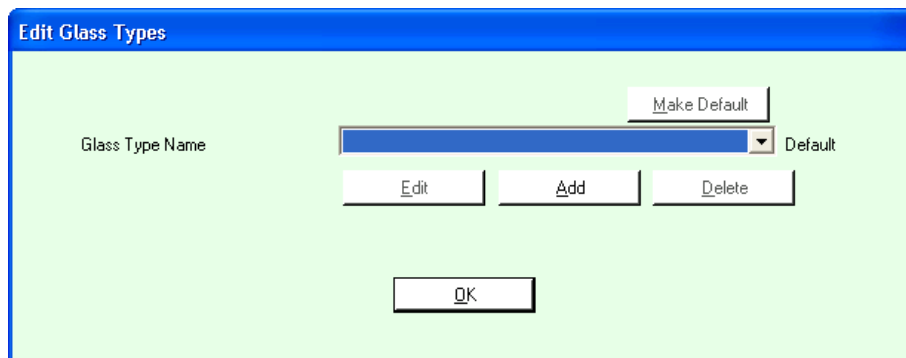 Edit Glass Types
Make Default
Glass Type Name Default
Edit Add Delete
OK